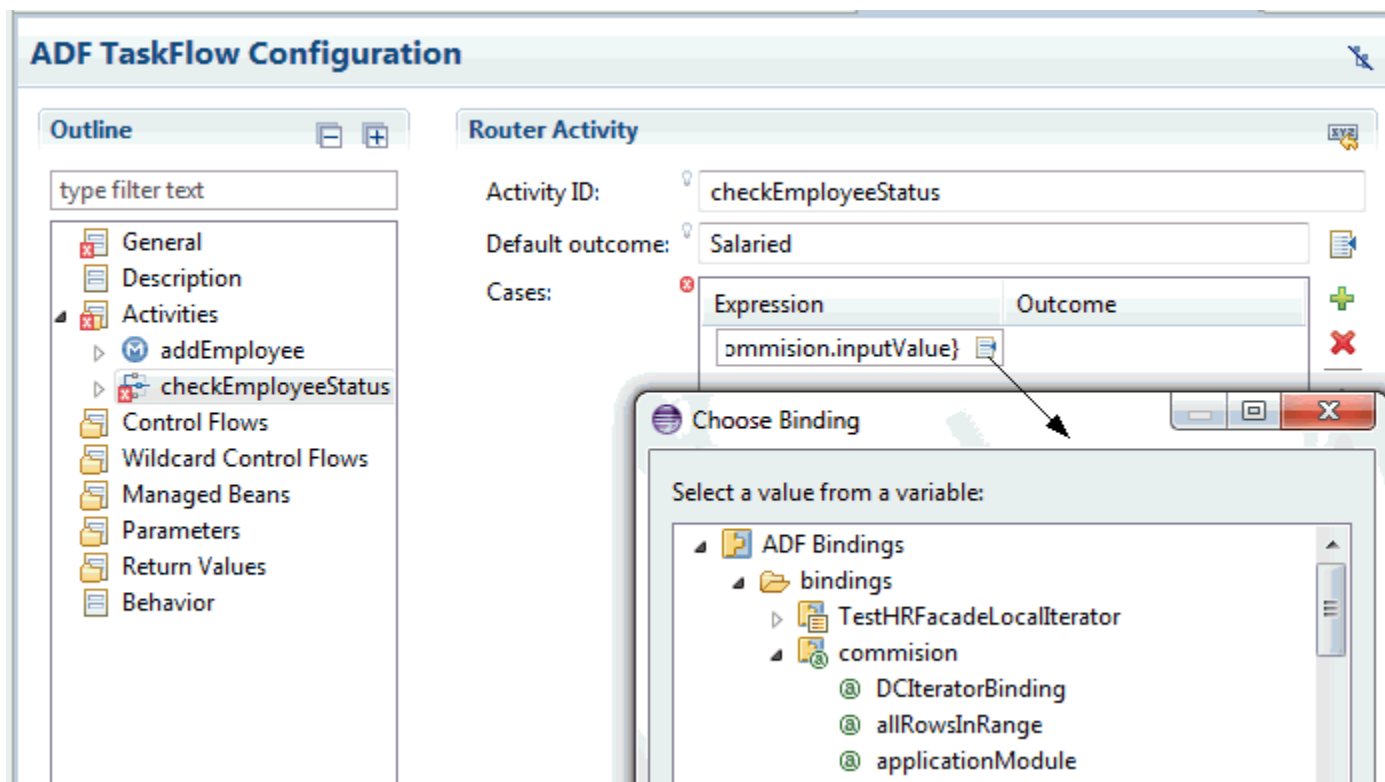 ADF TaskFlow Configuration
Outline
type filter text
General
Description
Activities
addEmployee
checkEmployeeStatus
Control Flows
Wildcard Control Flows
Managed Beans
Parameters
Return Values
Behavior
Router Activity
Activity ID: checkEmployeeStatus
Default outcome: Salaried
Cases:
Expression Outcome
ommision.inputValue}
Choose Binding
Select a value from a variable:
ADF Bindings
bindings
TestHRFacadeLocalIterator
commision
DCIteratorBinding
allRowsInRange
applicationModule